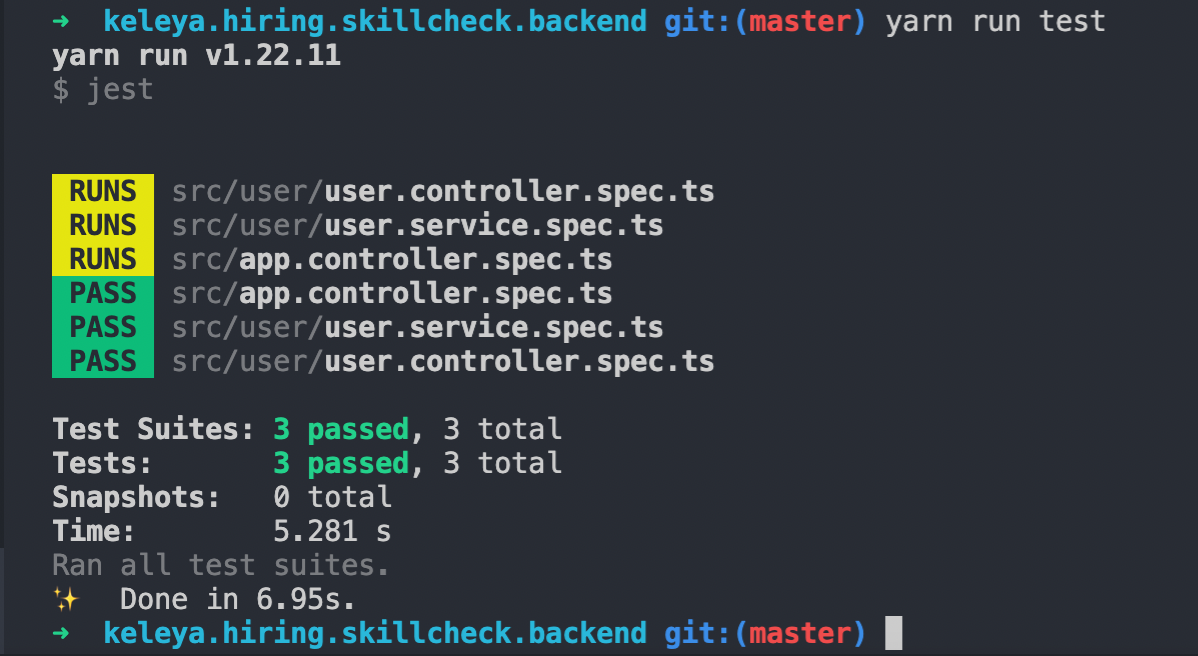 ➜  keleya.hiring.skillcheck.backend git:(master) yarn run test
yarn run v1.22.11
$ jest
RUNS src/user/user.controller.spec.ts
RUNS src/user/user.service.spec.ts
RUNS src/app.controller.spec.ts
PASS src/app.controller.spec.ts
PASS src/user/user.service.spec.ts
PASS src/user/user.controller.spec.ts
Test Suites: 3 passed, 3 total
Tests:       3 passed, 3 total
Snapshots:   0 total
Time:        5.281 s
Ran all test suites.
✨  Done in 6.95s.
➜  keleya.hiring.skillcheck.backend git:(master)